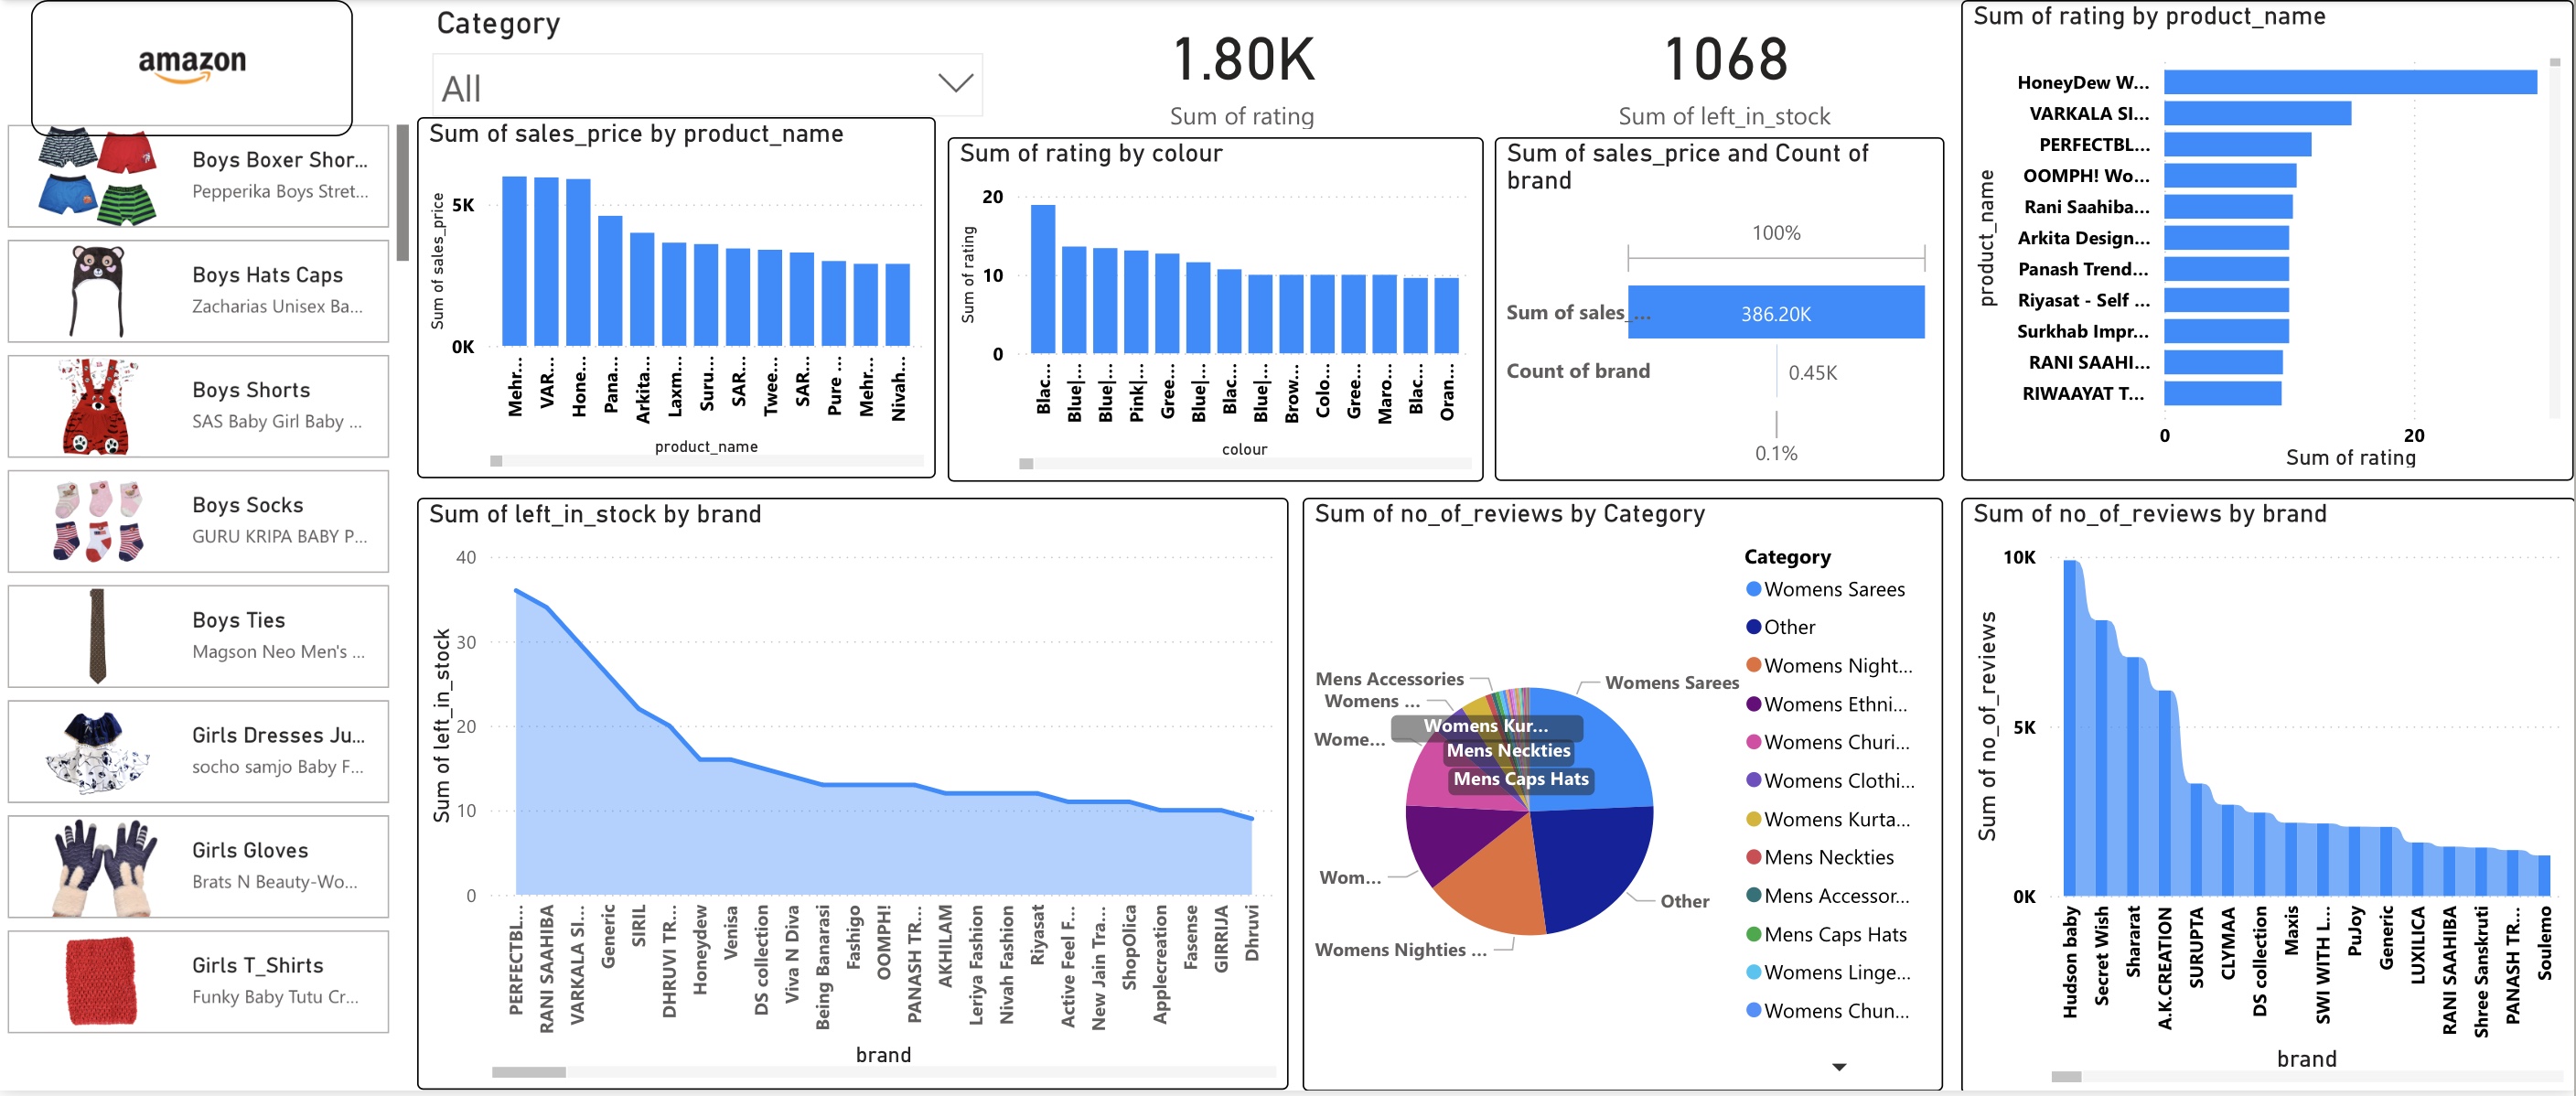 amazon
Boys Boxer Shor...
Pepperika Boys Stret...
Boys Hats Caps
Zacharias Unisex Ba...
Boys Shorts
SAS Baby Girl Baby ...
Boys Socks
GURU KRIPA BABY P...
Boys Ties
Magson Neo Men's ...
Girls Dresses Ju...
socho samjo Baby F...
Girls Gloves
Brats N Beauty-Wo...
Girls T_Shirts
Funky Baby Tutu Cr...
Category
All
1.80K
Sum of rating
1068
Sum of left_in_stock
Sum of sales_price by product_name
Sum of sales_price
5K
0K
Mehr...
VAR...
Hone...
Pana...
Arkita...
Laxm...
Suru...
SAR...
Twee...
SAR...
Pure ...
Mehr...
Nivah...
product_name
Sum of rating by colour
Sum of rating
20
10
0
Blac...
Blue|...
Blue|...
Pink|...
Gree...
Blue|...
Blac...
Blue|...
Brow...
Colo...
Gree...
Maro...
Blac...
Oran...
colour
Sum of sales_price and Count of
brand
100%
Sum of sales_...
386.20K
Count of brand
0.45K
0.1%
Sum of rating by product_name
product_name
HoneyDew W...
VARKALA SI...
PERFECTBL...
OOMPH! Wo...
Rani Saahiba...
Arkita Design...
Panash Trend...
Riyasat - Self ...
Surkhab Impr...
RANI SAAHI...
RIWAAYAT T...
0
20
Sum of rating
Sum of left_in_stock by brand
Sum of left_in_stock
40
30
20
10
0
PERFECTBL...
RANI SAAHIBA
VARKALA SI...
Generic
SIRIL
DHRUVI TR...
Honeydew
Venisa
DS collection
Viva N Diva
Being Banarasi
Fashigo
OOMPH!
PANASH TR...
AKHILAM
Leriya Fashion
Nivah Fashion
Riyasat
Active Feel F...
New Jain Tra...
ShopOlica
Applecreation
Fasense
GIRRIJA
Dhruvi
brand
Sum of no_of_reviews by Category
Mens Accessories
Womens ...
Womens Kur...
Wome...
Mens Neckties
Mens Caps Hats
Wom...
Womens Nighties ...
Womens Sarees
Other
Category
Womens Sarees
Other
Womens Night...
Womens Ethni...
Womens Churi...
Womens Clothi...
Womens Kurta...
Mens Neckties
Mens Accessor...
Mens Caps Hats
Womens Linge...
Womens Chun...
Sum of no_of_reviews by brand
Sum of no_of_reviews
10K
5K
0K
Hudson baby
Secret Wish
Shararat
A.K.CREATION
SURUPTA
CLYMAA
DS collection
Maxis
SWI WITH L...
PuJoy
Generic
LUXILICA
RANI SAAHIBA
Shree Sanskruti
PANASH TR...
Soulemo
brand